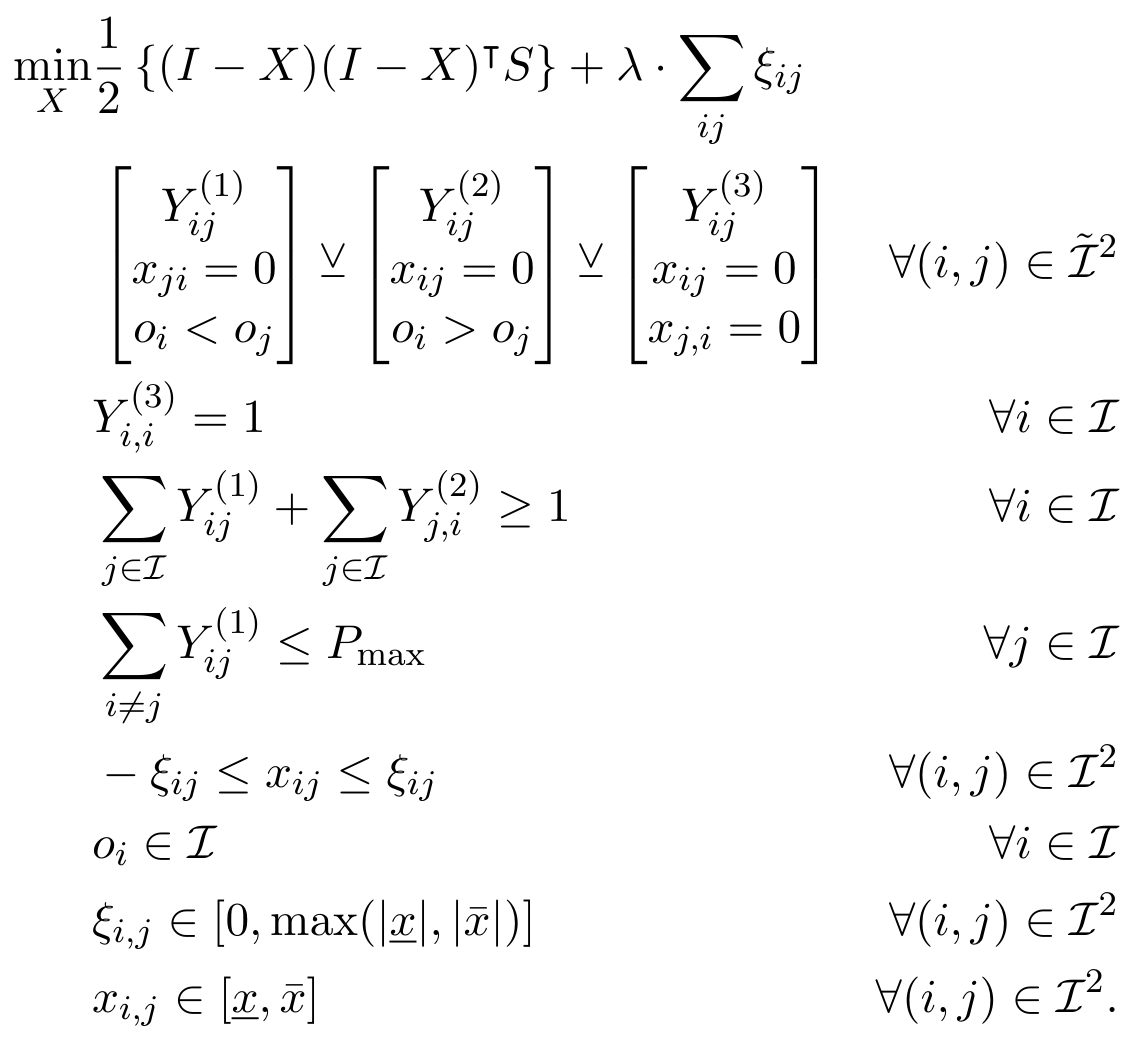 \min_{X} \frac{1}{2} \left\{ (I - X)(I - X)^{\intercal} S \right\} + \lambda \cdot \sum_{ij} \xi_{ij}
\begin{bmatrix} Y_{ij}^{(1)} \\ x_{ji} = 0 \\ o_i < o_j \end{bmatrix} \veebar \begin{bmatrix} Y_{ij}^{(2)} \\ x_{ij} = 0 \\ o_i > o_j \end{bmatrix} \veebar \begin{bmatrix} Y_{ij}^{(3)} \\ x_{ij} = 0 \\ x_{j,i} = 0 \end{bmatrix} \quad \forall (i, j) \in \tilde{\mathcal{I}}^2
Y_{i,i}^{(3)} = 1 \quad \forall i \in \mathcal{I}
\sum_{j \in \mathcal{I}} Y_{ij}^{(1)} + \sum_{j \in \mathcal{I}} Y_{j,i}^{(2)} \geq 1 \quad \forall i \in \mathcal{I}
\sum_{i \neq j} Y_{ij}^{(1)} \leq P_{\max} \quad \forall j \in \mathcal{I}
- \xi_{ij} \leq x_{ij} \leq \xi_{ij} \quad \forall (i, j) \in \mathcal{I}^2
o_i \in \mathcal{I} \quad \forall i \in \mathcal{I}
\xi_{i,j} \in [0, \max(|\underline{x}|, |\bar{x}|)] \quad \forall (i, j) \in \mathcal{I}^2
x_{i,j} \in [\underline{x}, \bar{x}] \quad \forall (i, j) \in \mathcal{I}^2.